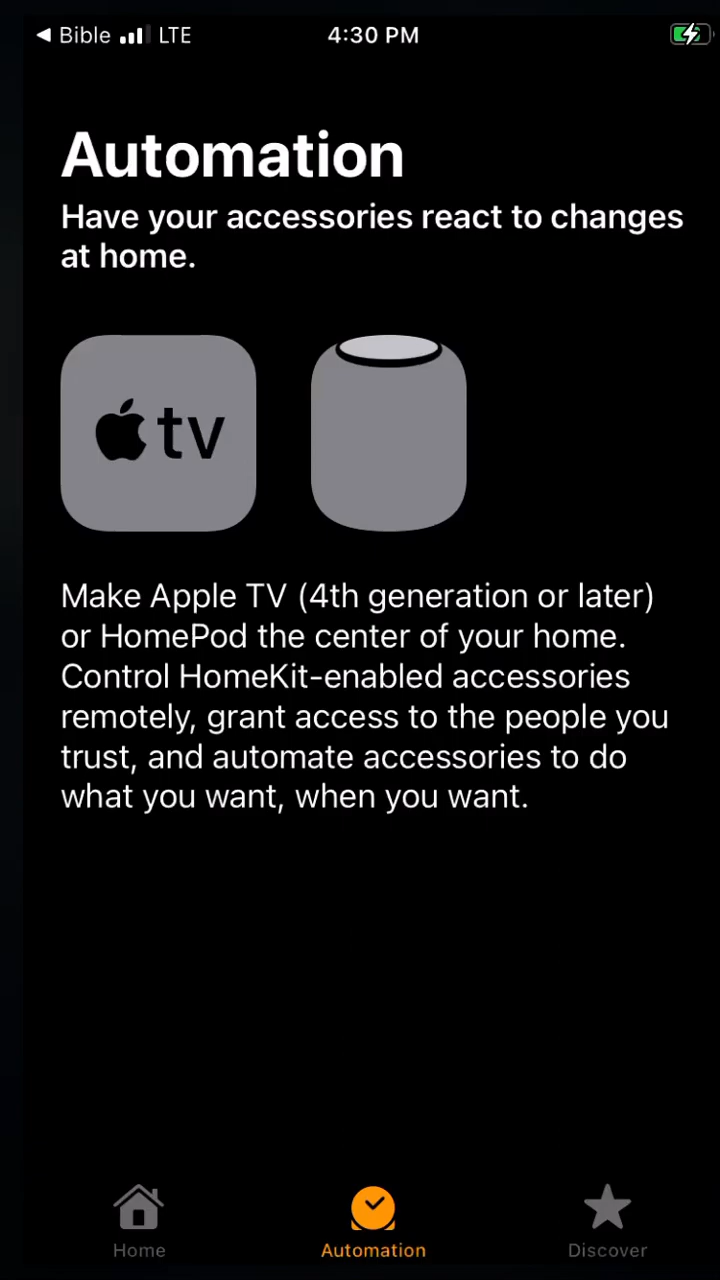 Bible LTE 4:30 PM
Automation
Have your accessories react to changes
at home.
tv
Make Apple TV (4th generation or later)
or HomePod the center of your home.
Control HomeKit-enabled accessories
remotely, grant access to the people you
trust, and automate accessories to do
what you want, when you want.
Home Automation Discover